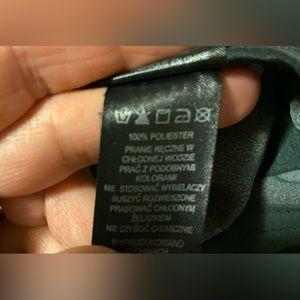 100% POLIESTER
PRANIE RĘCZNE W
CHŁODNEJ WODZIE
PRAĆ Z PODOBNYMI
KOLORAMI
NIE STOSOWAĆ WYBIELACZY
SUSZYĆ ROZWIESZONE
PRASOWAĆ CHŁODNYM
ŻELAZKIEM
NIE CZYŚCIĆ CHEMICZNIE
WYPRODUKOWANO
W CHINACH